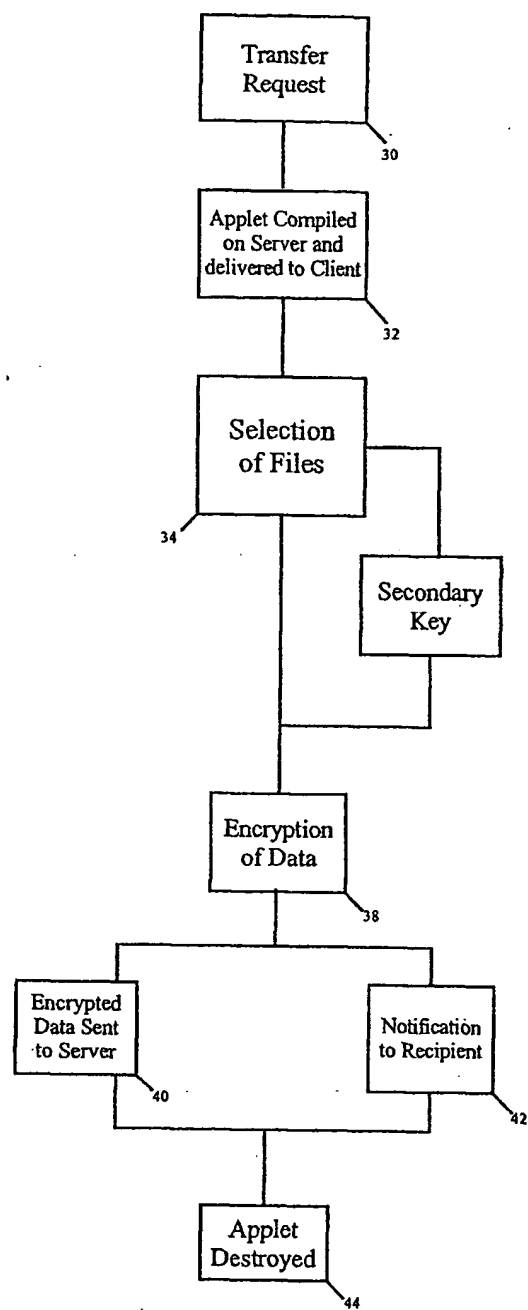 Transfer
Request
30
Applet Compiled
on Server and
delivered to Client
32
Selection
of Files
34
Secondary
Key
Encryption
of Data
38
Encrypted
Data Sent
to Server
40
Notification
to Recipient
42
Applet
Destroyed
44